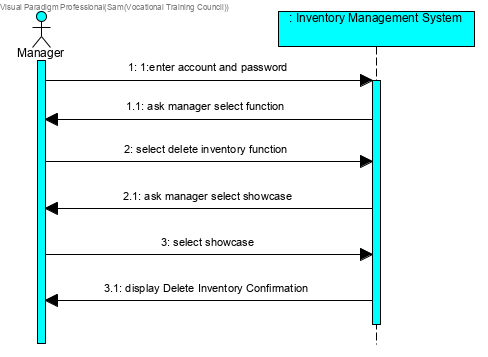 Visual Paradigm Professional(Sam(Vocational Training Council))
: Inventory Management System
Manager
1: 1:enter account and password
1.1: ask manager select function
2: select delete inventory function
2.1: ask manager select showcase
3: select showcase
3.1: display Delete Inventory Confirmation